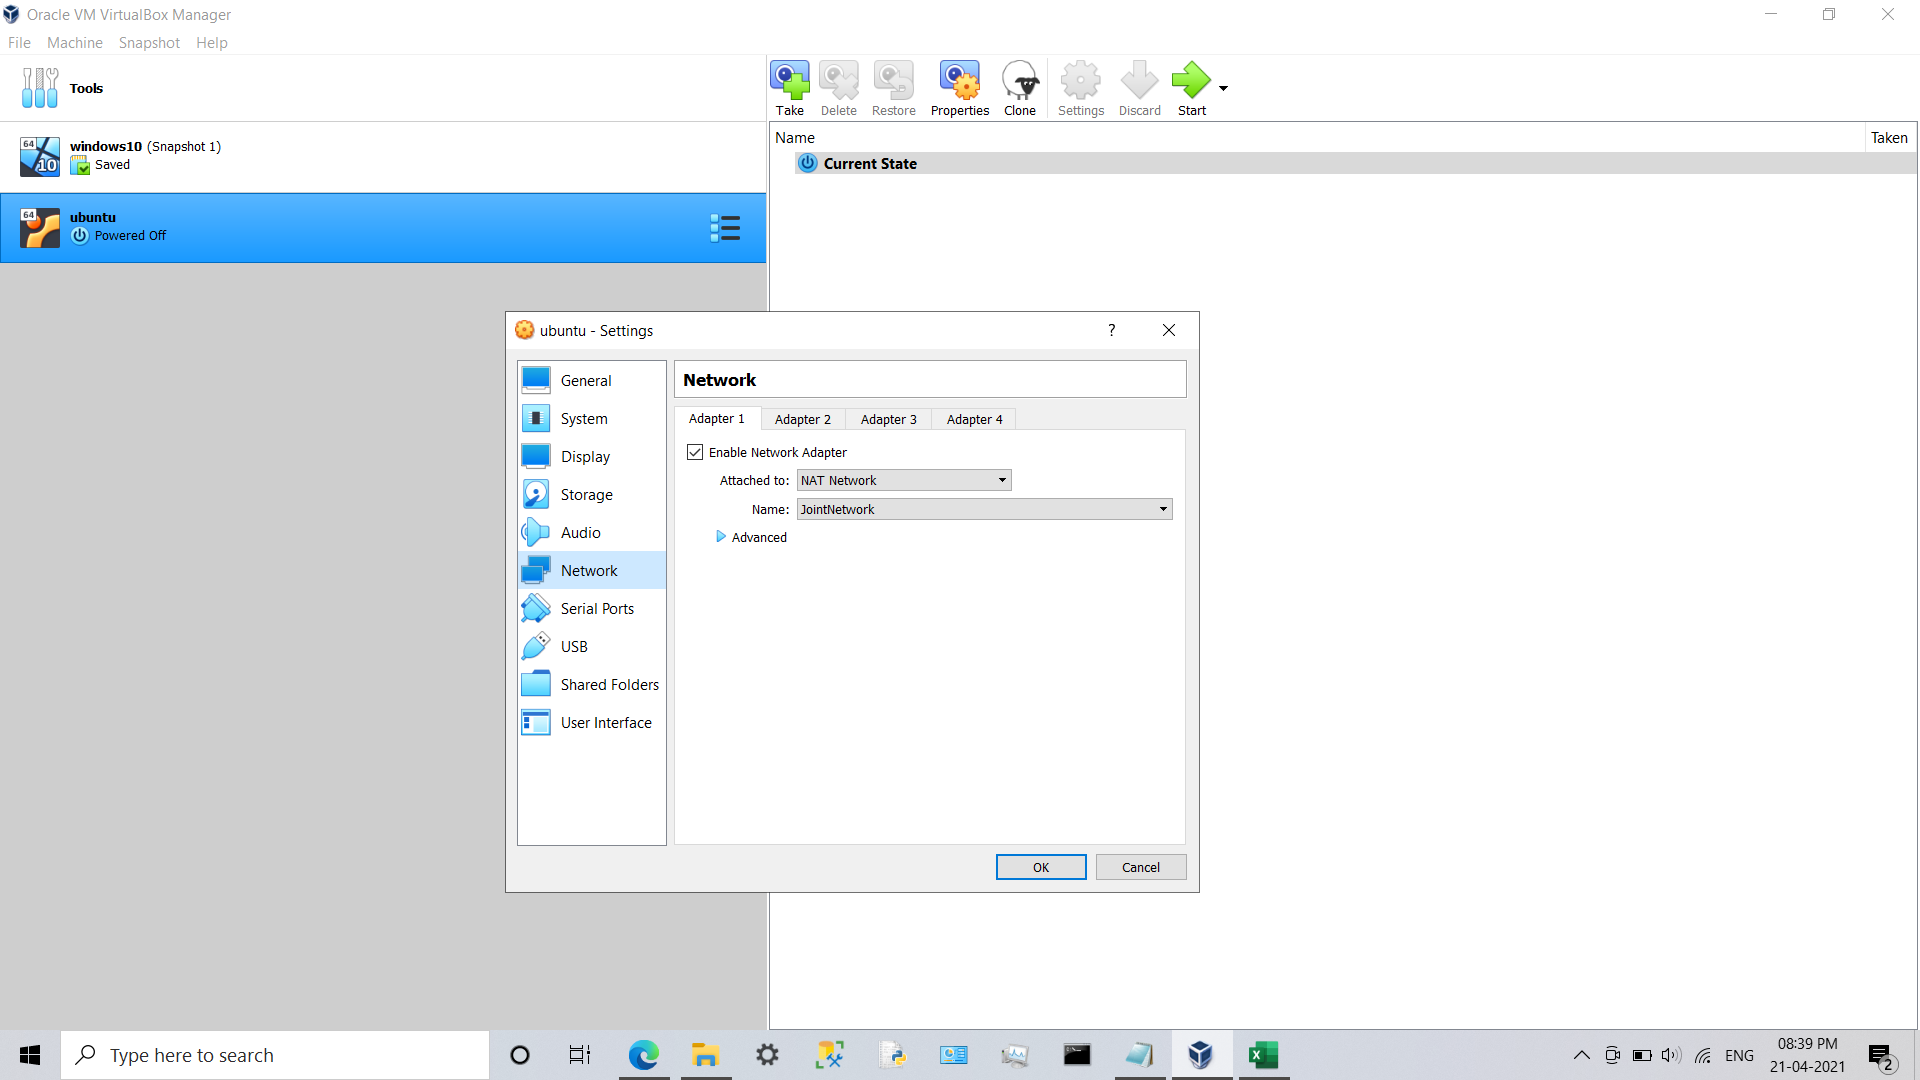 Oracle VM VirtualBox Manager
File Machine Snapshot Help
Tools
Take Delete Restore Properties Clone Settings Discard Start
Name Taken
Current State
64
10
windows10 (Snapshot 1)
Saved
64
ubuntu
Powered Off
ubuntu - Settings ?
General
System
Display
Storage
Audio
Network
Serial Ports
USB
Shared Folders
User Interface
Network
Adapter 1 Adapter 2 Adapter 3 Adapter 4
Enable Network Adapter
Attached to: NAT Network
Name: JointNetwork
Advanced
OK Cancel
Type here to search
ENG
08:39 PM
21-04-2021
2